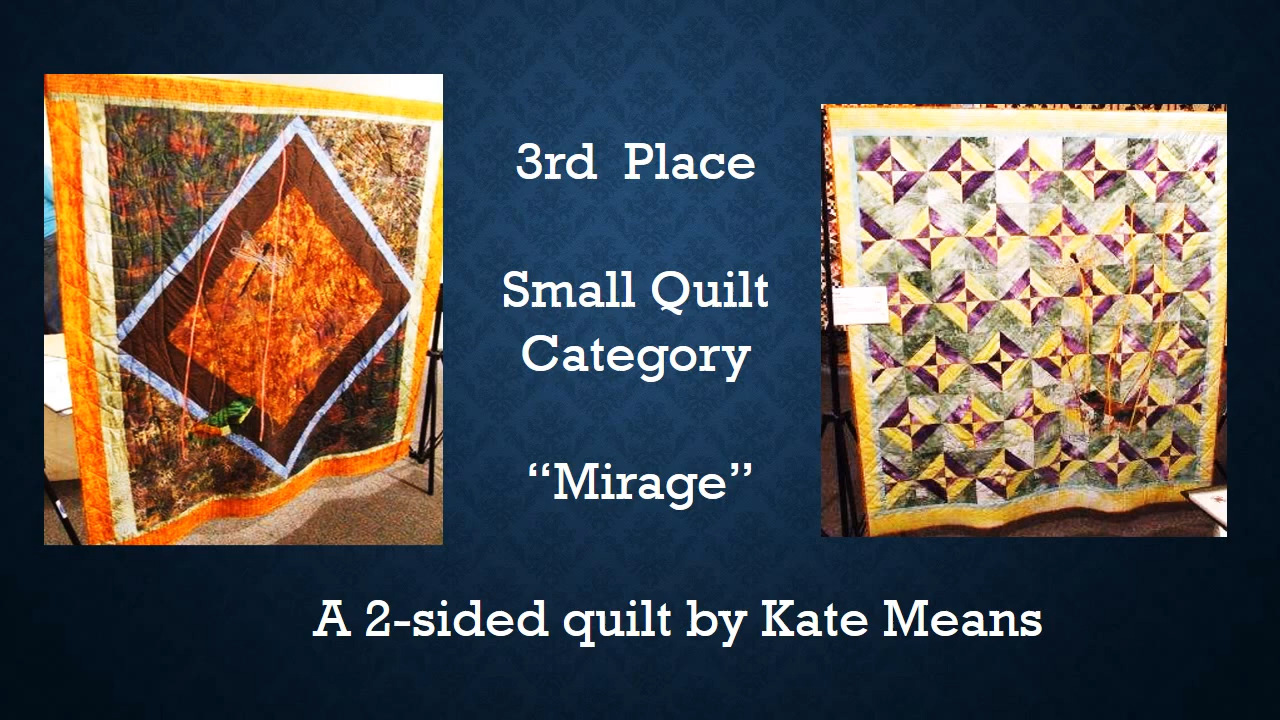 3rd  Place
Small Quilt
Category
“Mirage”
A 2-sided quilt by Kate Means